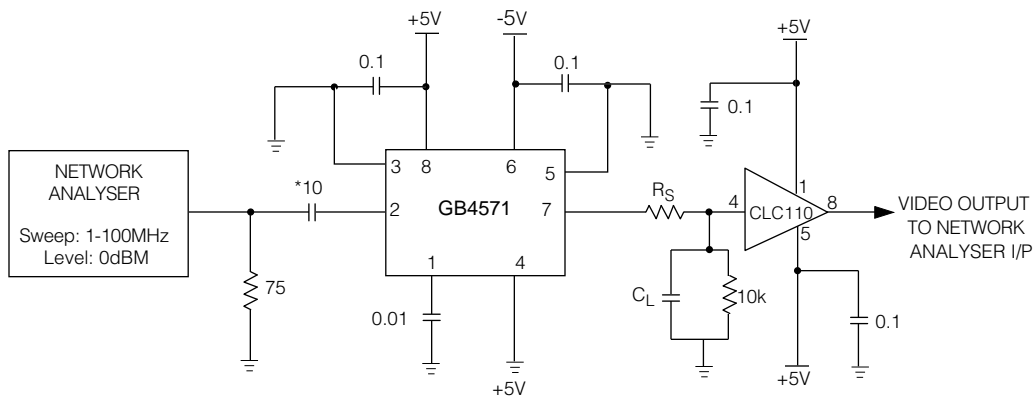 +5V
-5V
+5V
0.1
0.1
0.1
NETWORK
ANALYSER
Sweep: 1-100MHz
Level: 0dBM
*10
75
3
8
6
5
2
GB4571
7
1
4
0.01
+5V
RS
CL
10k
4
1
CLC110
8
5
0.1
+5V
VIDEO OUTPUT
TO NETWORK
ANALYSER I/P